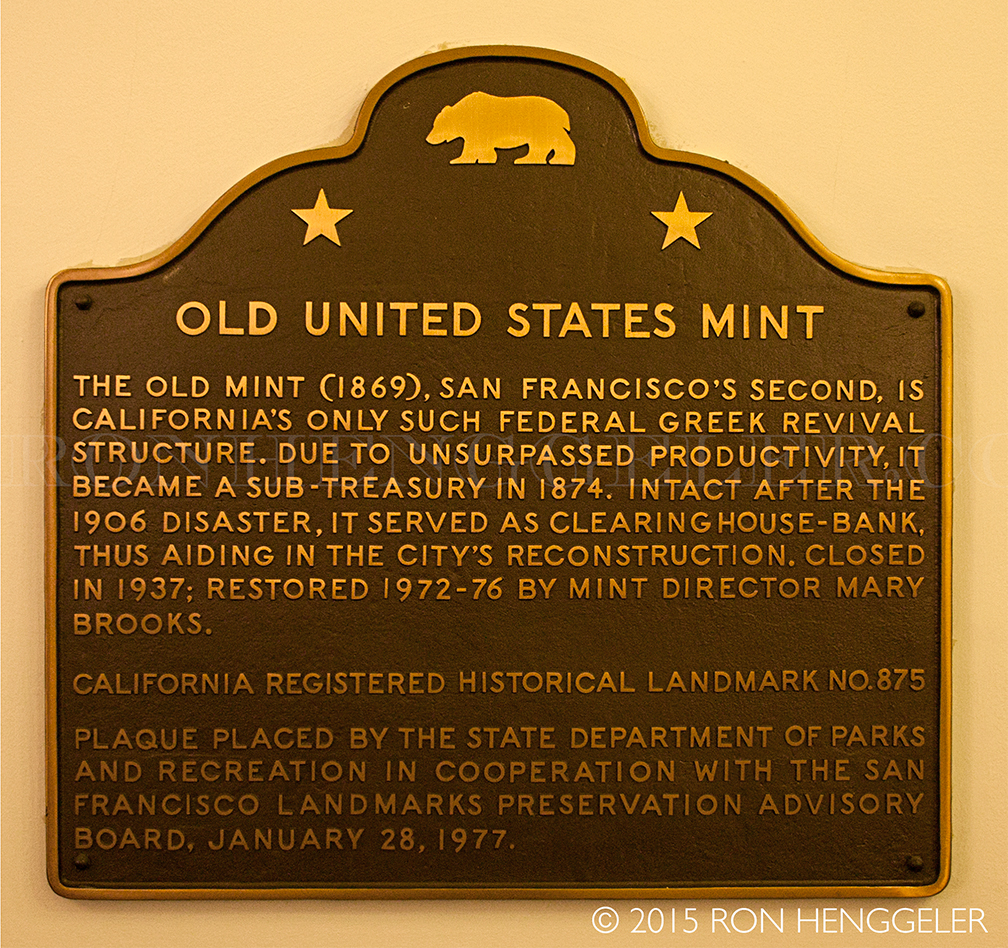 OLD UNITED STATES MINT
THE OLD MINT (1869), SAN FRANCISCO'S SECOND, IS
CALIFORNIA'S ONLY SUCH FEDERAL GREEK REVIVAL
STRUCTURE. DUE TO UNSURPASSED PRODUCTIVITY, IT
BECAME A SUB-TREASURY IN 1874. INTACT AFTER THE
1906 DISASTER, IT SERVED AS CLEARINGHOUSE-BANK,
THUS AIDING IN THE CITY'S RECONSTRUCTION. CLOSED
IN 1937; RESTORED 1972-76 BY MINT DIRECTOR MARY
BROOKS.
CALIFORNIA REGISTERED HISTORICAL LANDMARK NO.875
PLAQUE PLACED BY THE STATE DEPARTMENT OF PARKS
AND RECREATION IN COOPERATION WITH THE SAN
FRANCISCO LANDMARKS PRESERVATION ADVISORY
BOARD, JANUARY 28, 1977.
© 2015 RON HENGGELER